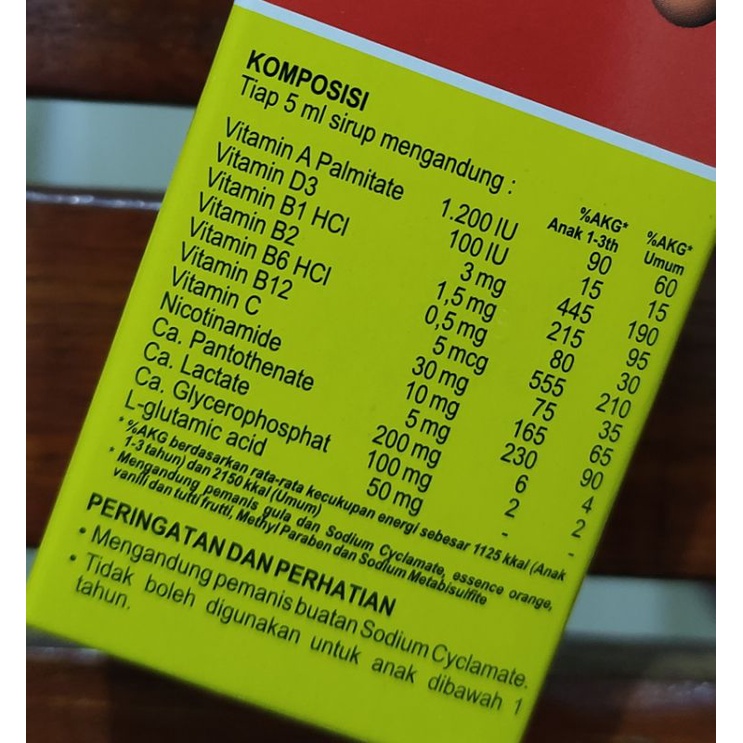 KOMPOSISI
Tiap 5 ml sirup mengandung :
%AKG* %AKG*
Anak 1-3th Umum
Vitamin A Palmitate 1.200 IU 90 60
Vitamin D3 100 IU 15 15
Vitamin B1 HCl 3 mg 445 190
Vitamin B2 1,5 mg 215 95
Vitamin B6 HCl 0,5 mg 80 30
Vitamin B12 5 mcg 555 210
Vitamin C 30 mg 75 35
Nicotinamide 10 mg 165 65
Ca. Pantothenate 5 mg 230 90
Ca. Lactate 200 mg 6 4
Ca. Glycerophosphat 100 mg 2 2
L-glutamic acid 50 mg - -
* %AKG berdasarkan rata-rata kecukupan energi sebesar 1125 kkal (Anak
1-3 tahun) dan 2150 kkal (Umum)
* Mengandung pemanis gula dan Sodium Cyclamate, essence orange,
vanili dan tutti frutti, Methyl Paraben dan Sodium Metabisulfite
PERINGATAN DAN PERHATIAN
• Mengandung pemanis buatan Sodium Cyclamate.
• Tidak boleh digunakan untuk anak dibawah 1
tahun.